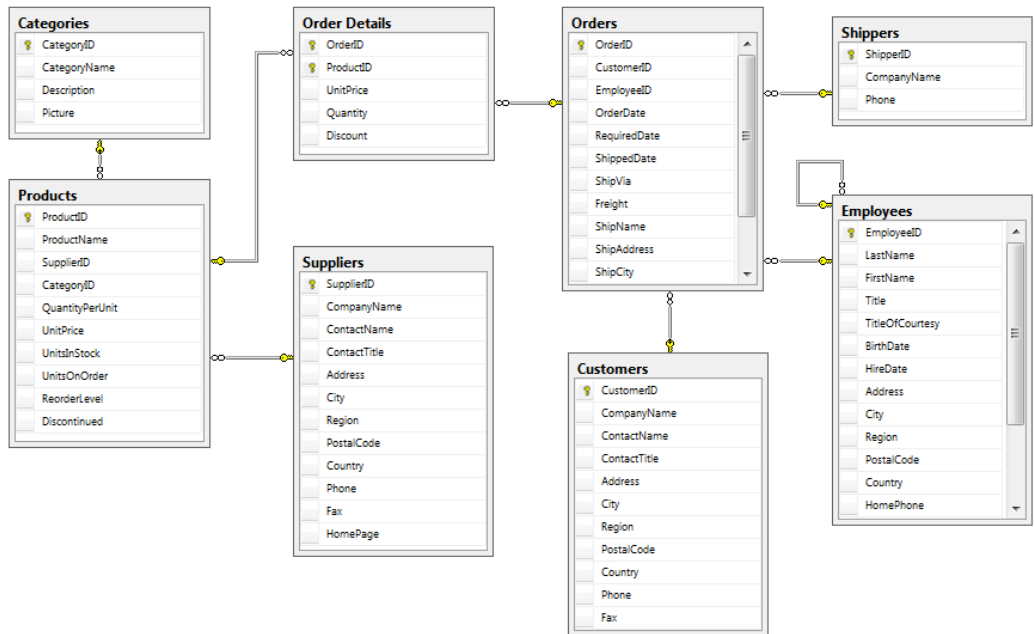 Categories
CategoryID
CategoryName
Description
Picture
Products
ProductID
ProductName
SupplierID
CategoryID
QuantityPerUnit
UnitPrice
UnitsInStock
UnitsOnOrder
ReorderLevel
Discontinued
Order Details
OrderID
ProductID
UnitPrice
Quantity
Discount
Suppliers
SupplierID
CompanyName
ContactName
ContactTitle
Address
City
Region
PostalCode
Country
Phone
Fax
HomePage
Orders
OrderID
CustomerID
EmployeeID
OrderDate
RequiredDate
ShippedDate
ShipVia
Freight
ShipName
ShipAddress
ShipCity
Customers
CustomerID
CompanyName
ContactName
ContactTitle
Address
City
Region
PostalCode
Country
Phone
Fax
Shippers
ShipperID
CompanyName
Phone
Employees
EmployeeID
LastName
FirstName
Title
TitleOfCourtesy
BirthDate
HireDate
Address
City
Region
PostalCode
Country
HomePhone